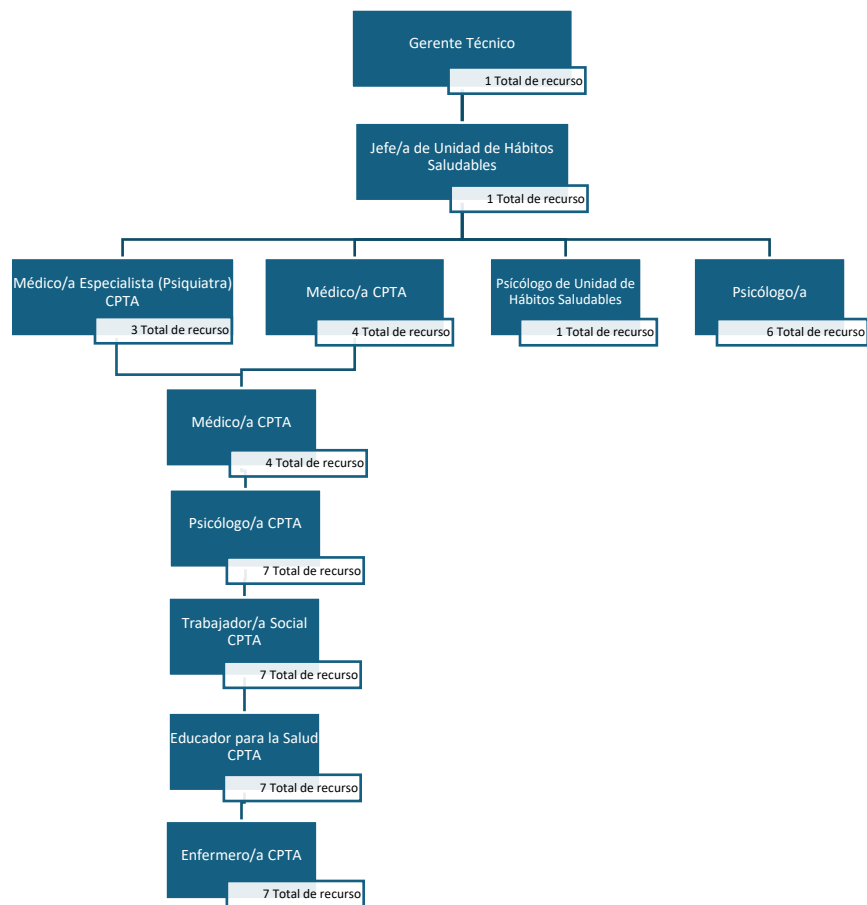 Gerente Técnico
1 Total de recurso
Jefe/a de Unidad de Hábitos
Saludables
1 Total de recurso
Médico/a Especialista (Psiquiatra)
CPTA
3 Total de recurso
Médico/a CPTA
4 Total de recurso
Psícólogo de Unidad de
Hábitos Saludables
1 Total de recurso
Psicólogo/a
6 Total de recurso
Médico/a CPTA
4 Total de recurso
Psicólogo/a CPTA
7 Total de recurso
Trabajador/a Social
CPTA
7 Total de recurso
Educador para la Salud
CPTA
7 Total de recurso
Enfermero/a CPTA
7 Total de recurso